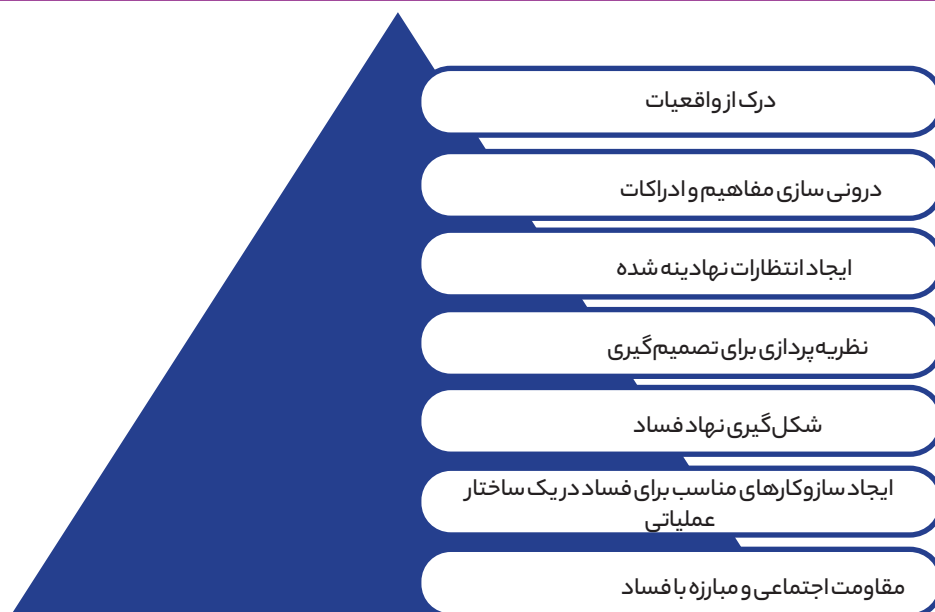 درک از واقعیات
درونی سازی مفاهیم و ادراکات
ایجاد انتظارات نهادینه شده
نظریه‌پردازی برای تصمیم‌گیری
شکل‌گیری نهاد فساد
ایجاد سازوکارهای مناسب برای فساد در یک ساختار
عملیاتی
مقاومت اجتماعی و مبارزه با فساد